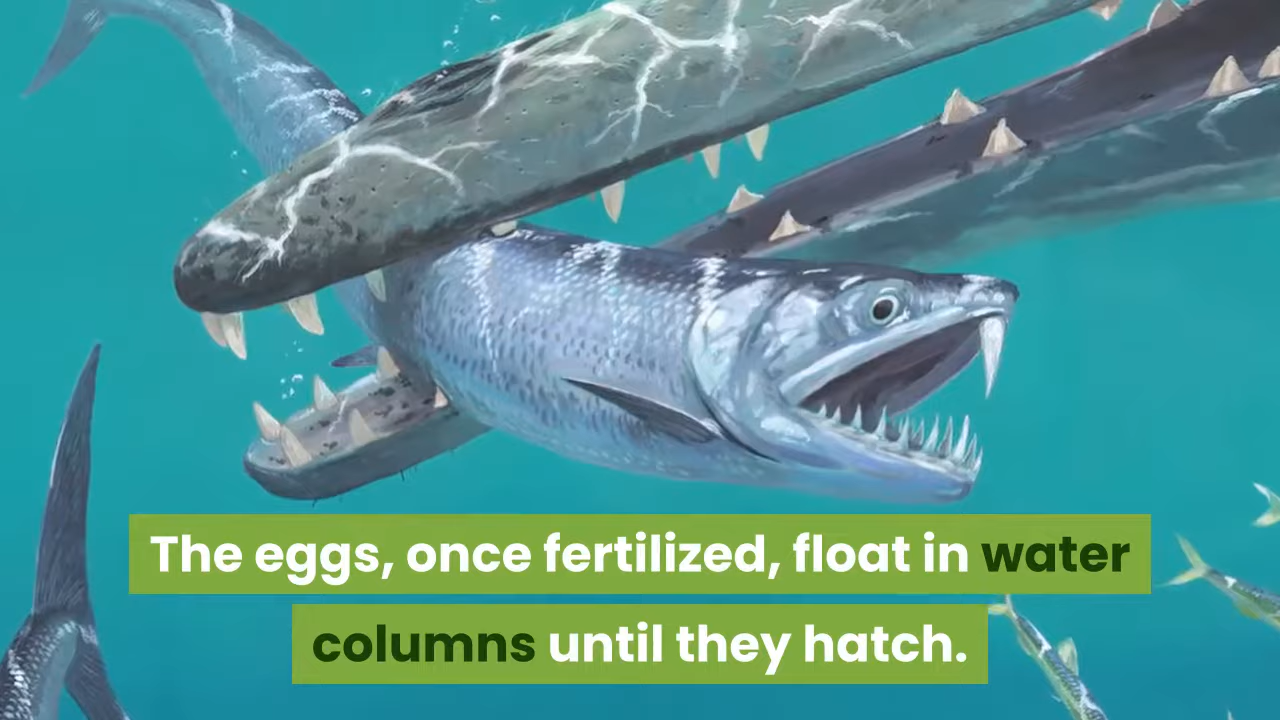 The eggs, once fertilized, float in water
columns until they hatch.